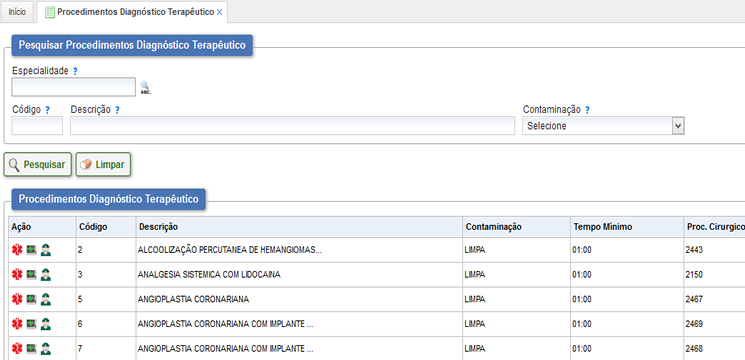 Início Procedimentos Diagnóstico Terapêutico X
Pesquisar Procedimentos Diagnóstico Terapêutico
Especialidade ?
ABC..
Código ? Descrição ? Contaminação ?
Selecione
Pesquisar Limpar
Procedimentos Diagnóstico Terapêutico
Ação Código Descrição Contaminação Tempo Mínimo Proc. Cirurgico
2 ALCOOLIZAÇÃO PERCUTANEA DE HEMANGIOMAS... LIMPA 01:00 2443
3 ANALGESIA SISTEMICA COM LIDOCAINA LIMPA 01:00 2150
5 ANGIOPLASTIA CORONARIANA LIMPA 01:00 2467
6 ANGIOPLASTIA CORONARIANA COM IMPLANTE ... LIMPA 01:00 2469
7 ANGIOPLASTIA CORONARIANA COM IMPLANTE ... LIMPA 01:00 2468